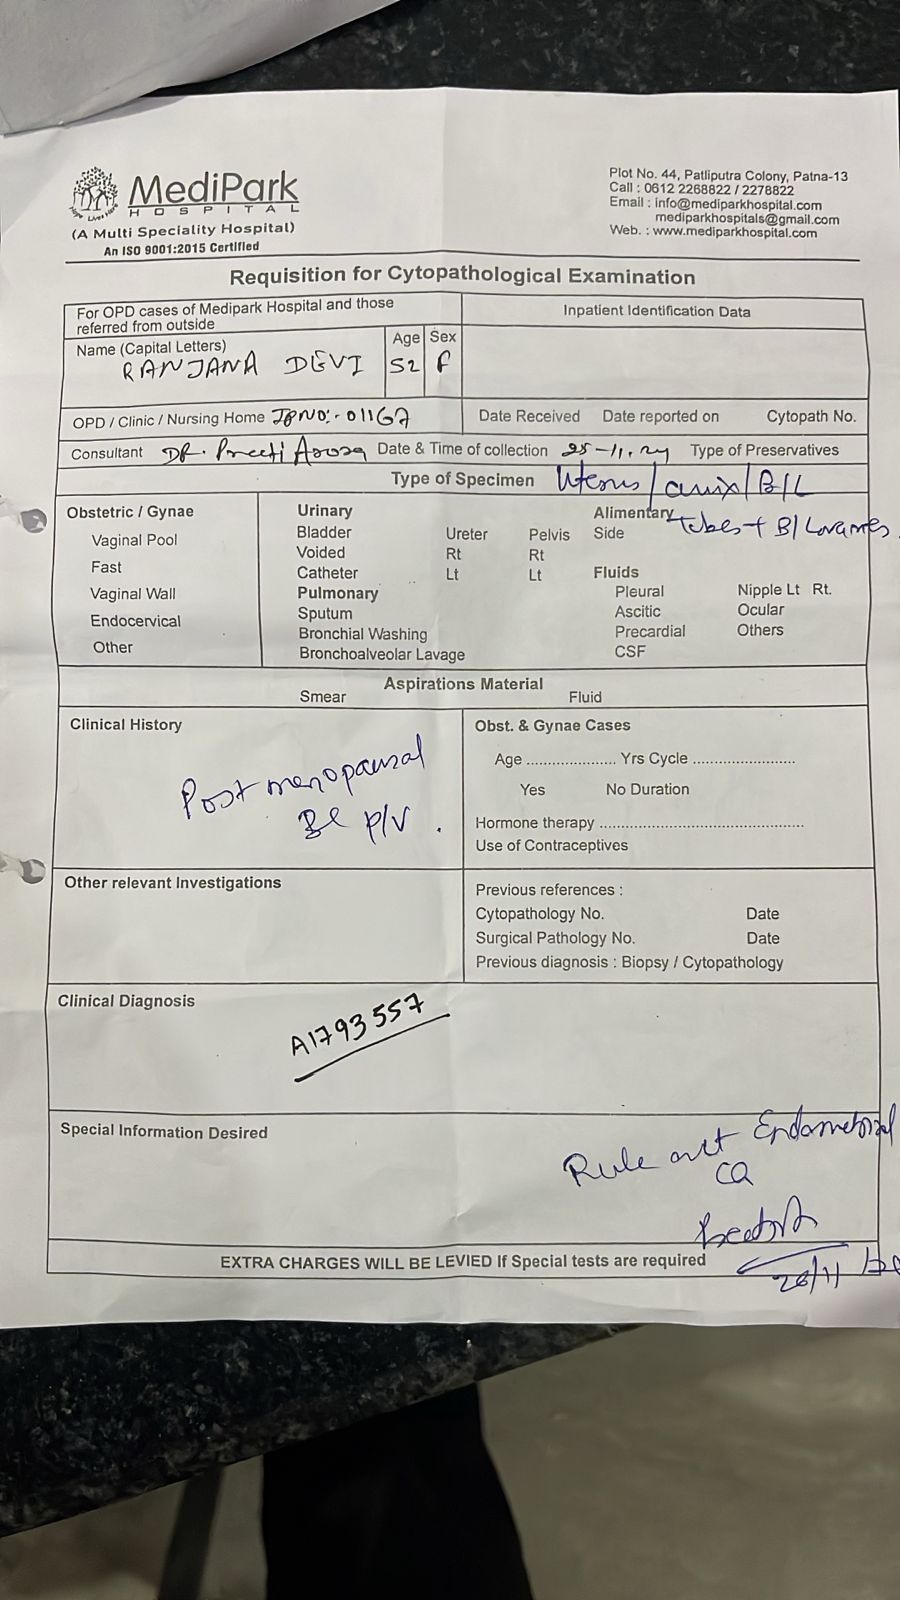 MediPark
HOSPITAL
(A Multi Speciality Hospital)
An ISO 9001:2015 Certified
Plot No. 44, Patliputra Colony, Patna-13
Call : 0612 2268822 / 2278822
Email : info@mediparkhospital.com
mediparkhospitals@gmail.com
Web. : www.mediparkhospital.com
Requisition for Cytopathological Examination
For OPD cases of Medipark Hospital and those
referred from outside
Inpatient Identification Data
Name (Capital Letters) Age Sex
RANJANA DEVI 52 F
OPD / Clinic / Nursing Home IPNO:- 01167 Date Received Date reported on Cytopath No.
Consultant DR. Preeti Arora Date & Time of collection 25-11.24 Type of Preservatives
Type of Specimen Uterus / cervix / B/L
tubes + B/L ovaries
Obstetric / Gynae
Vaginal Pool
Fast
Vaginal Wall
Endocervical
Other
Urinary
Bladder Ureter Pelvis
Voided Rt Rt
Catheter Lt Lt
Pulmonary
Sputum
Bronchial Washing
Bronchoalveolar Lavage
Alimentary
Side
Fluids
Pleural Nipple Lt Rt.
Ascitic Ocular
Precardial Others
CSF
Aspirations Material
Smear Fluid
Clinical History
Post menopausal
Bl P/V.
Obst. & Gynae Cases
Age ..................... Yrs Cycle ........................
Yes No Duration
Hormone therapy ................................................
Use of Contraceptives
Other relevant Investigations
Previous references :
Cytopathology No. Date
Surgical Pathology No. Date
Previous diagnosis : Biopsy / Cytopathology
Clinical Diagnosis
A1793557
Special Information Desired
Rule out Endometrial
Ca
26/11
EXTRA CHARGES WILL BE LEVIED If Special tests are required